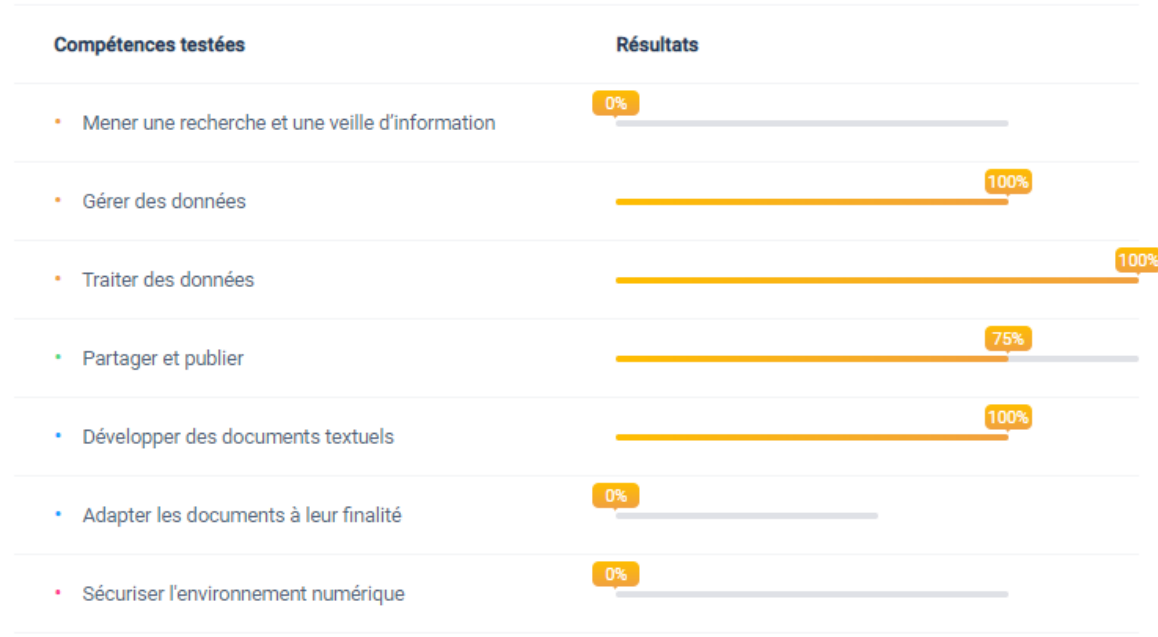 Compétences testées Résultats
Mener une recherche et une veille d’information 0%
Gérer des données 100%
Traiter des données 100%
Partager et publier 75%
Développer des documents textuels 100%
Adapter les documents à leur finalité 0%
Sécuriser l'environnement numérique 0%